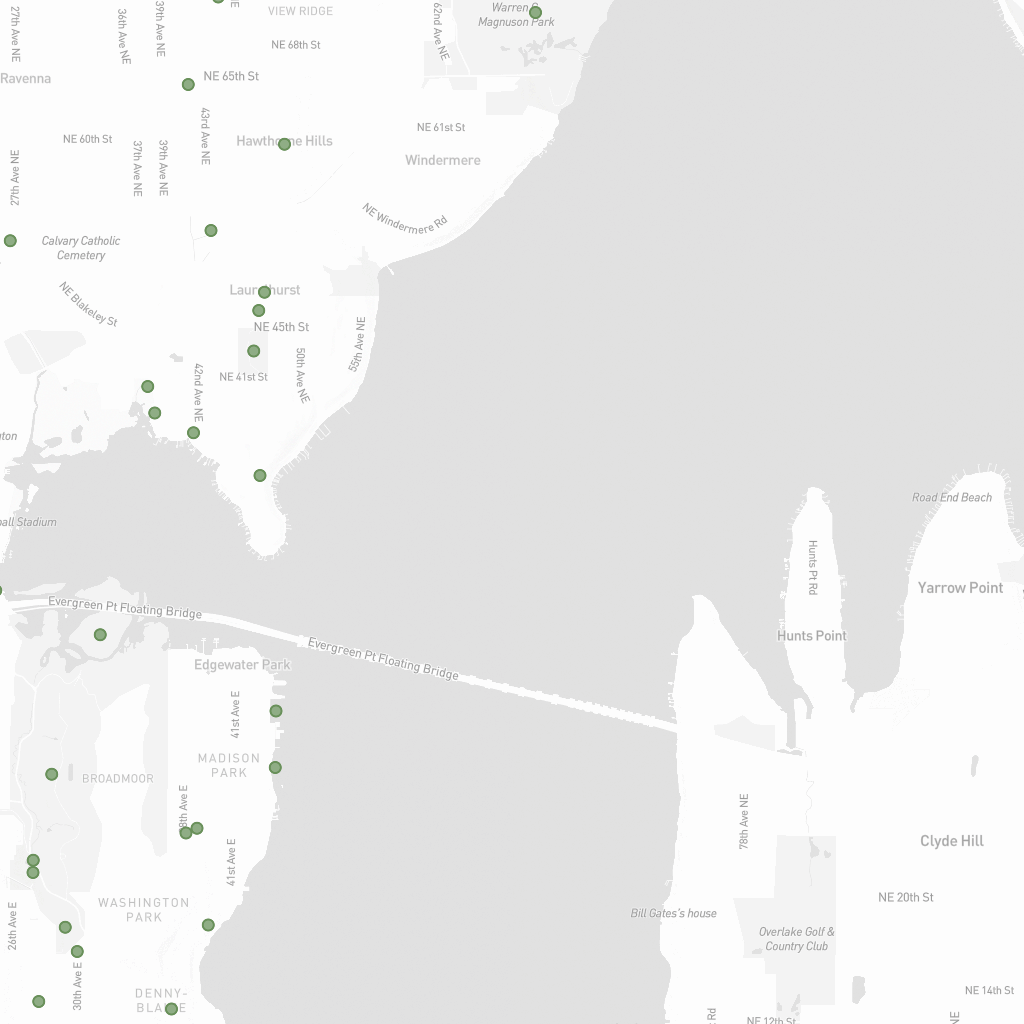 VIEW RIDGE
Warren G.
Magnuson Park
27th Ave NE
36th Ave NE
39th Ave NE
NE
62nd Ave NE
NE 68th St
NE 65th St
Ravenna
43rd Ave NE
NE 61st St
NE 60th St
Hawthorne Hills
Windermere
37th Ave NE
39th Ave NE
27th Ave NE
NE Windermere Rd
Calvary Catholic
Cemetery
NE Blakeley St
Laurelhurst
NE 45th St
55th Ave NE
50th Ave NE
NE 41st St
42nd Ave NE
Road End Beach
Stadium
Hunts Pt Rd
Yarrow Point
Evergreen Pt Floating Bridge
Hunts Point
Evergreen Pt Floating Bridge
Edgewater Park
41st Ave E
MADISON
PARK
BROADMOOR
8th Ave E
78th Ave NE
41st Ave E
Clyde Hill
NE 20th St
WASHINGTON
PARK
26th Ave E
Bill Gates's house
Overlake Golf &
Country Club
30th Ave E
DENNY-
BLAINE
NE 14th St
Rd
NE 12th St
NE